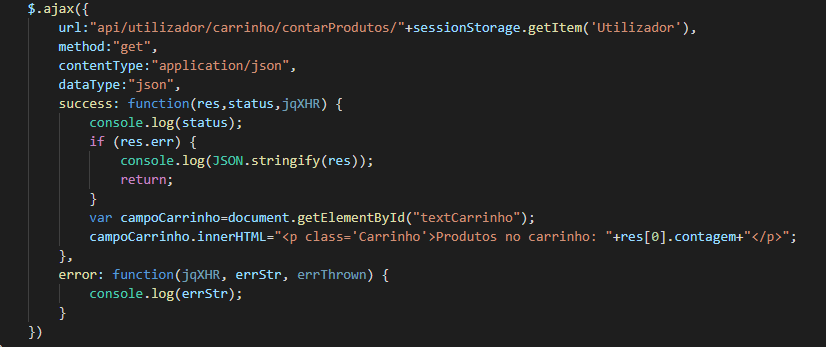 $.ajax({
    url:"api/utilizador/carrinho/contarProdutos/"+sessionStorage.getItem('Utilizador'),
    method:"get",
    contentType:"application/json",
    dataType:"json",
    success: function(res,status,jqXHR) {
        console.log(status);
        if (res.err) {
            console.log(JSON.stringify(res));
            return;
        }
        var campoCarrinho=document.getElementById("textCarrinho");
        campoCarrinho.innerHTML="<p class='Carrinho'>Produtos no carrinho: "+res[0].contagem+"</p>";
    },
    error: function(jqXHR, errStr, errThrown) {
        console.log(errStr);
    }
})